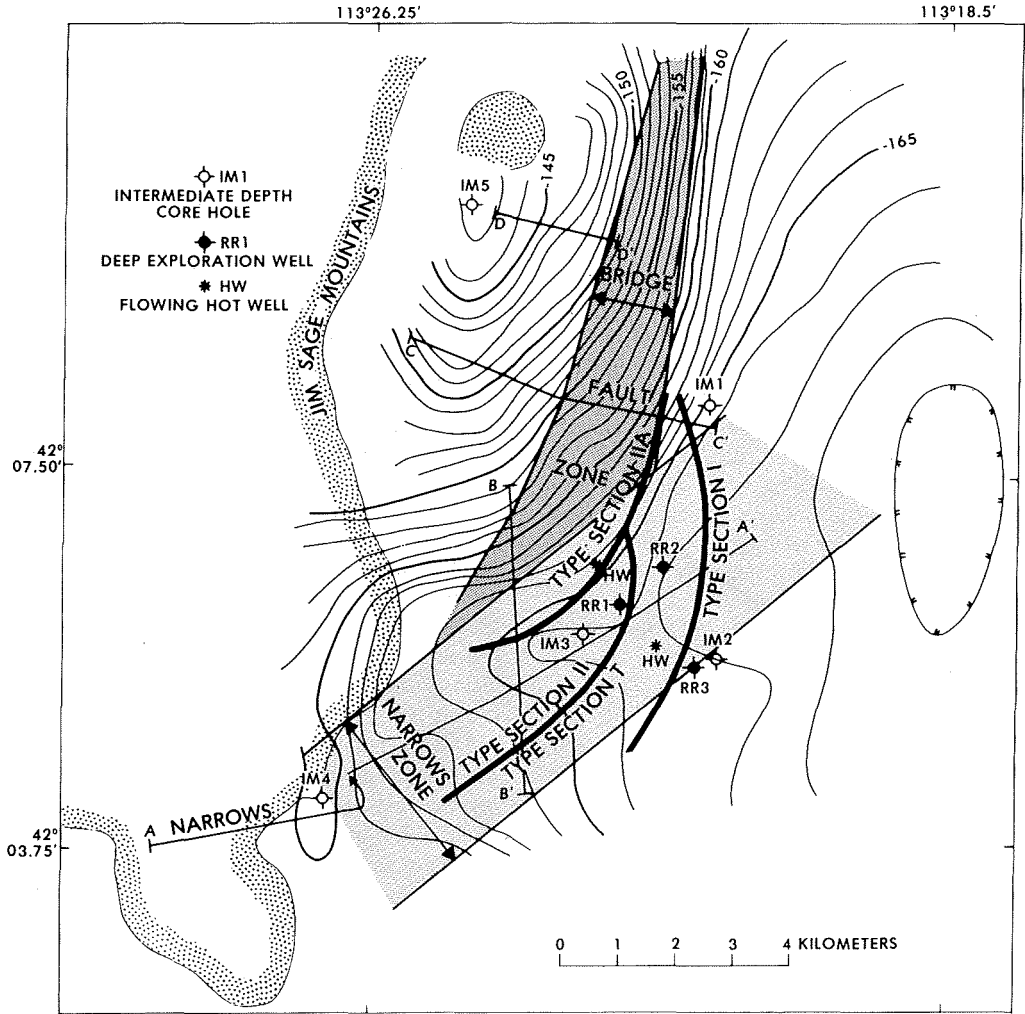 113°26.25'
113°18.5'
-150
-155
-160
-165
-145
IM1
INTERMEDIATE DEPTH
CORE HOLE
RR1
DEEP EXPLORATION WELL
HW
FLOWING HOT WELL
JIM SAGE MOUNTAINS
IM5
D
D'
BRIDGE
FAULT
ZONE
C
C'
IM1
42°
07.50'
B
TYPE SECTION IIA
TYPE SECTION I
A'
RR2
HW
RR1
IM3
HW
IM2
RR3
TYPE SECTION II
TYPE SECTION T
NARROWS
ZONE
IM4
B'
A
NARROWS
42°
03.75'
0 1 2 3 4 KILOMETERS